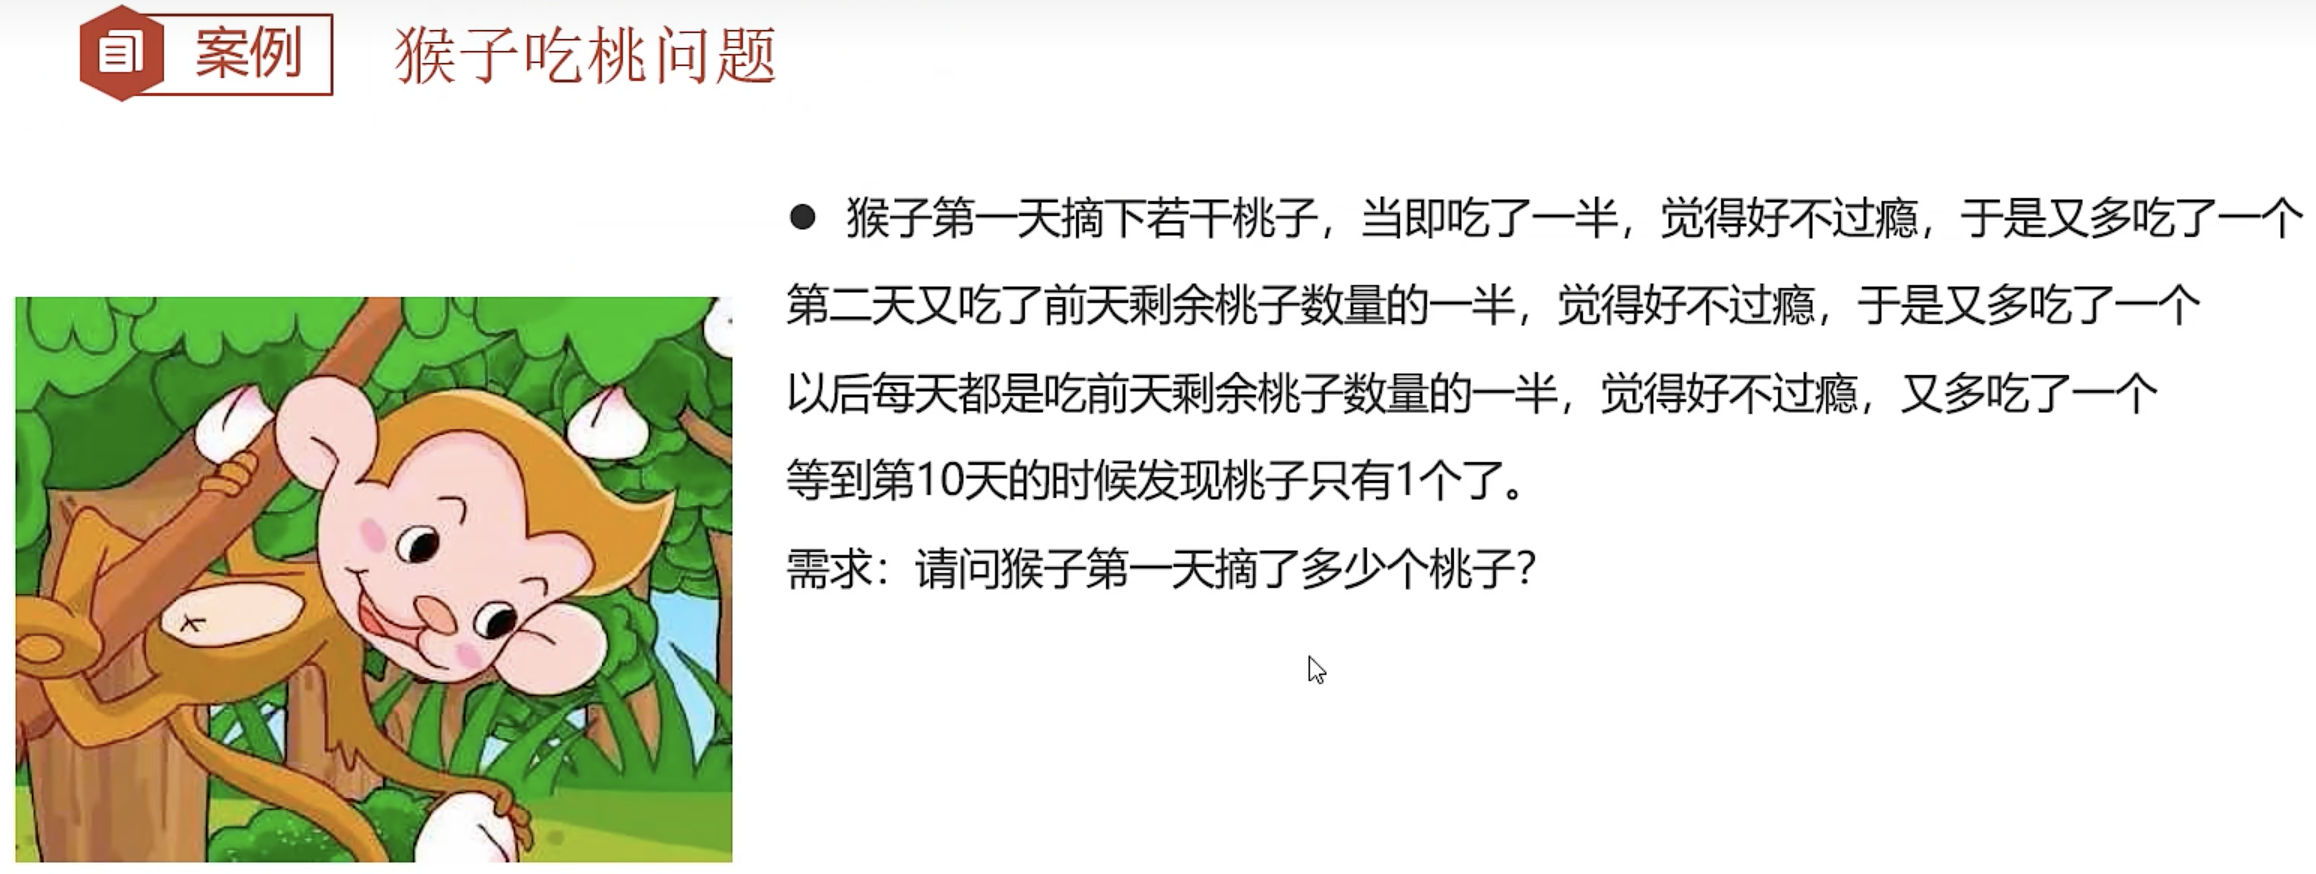 案例 猴子吃桃问题
猴子第一天摘下若干桃子，当即吃了一半，觉得好不过瘾，于是又多吃了一个
第二天又吃了前天剩余桃子数量的一半，觉得好不过瘾，于是又多吃了一个
以后每天都是吃前天剩余桃子数量的一半，觉得好不过瘾，又多吃了一个
等到第10天的时候发现桃子只有1个了。
需求：请问猴子第一天摘了多少个桃子？